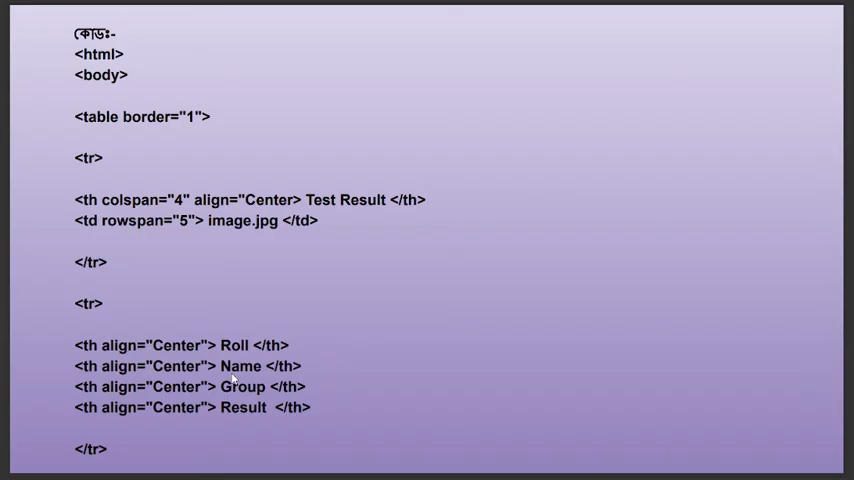 কোডঃ-
<html>
<body>
<table border="1">
<tr>
<th colspan="4" align="Center> Test Result </th>
<td rowspan="5"> image.jpg </td>
</tr>
<tr>
<th align="Center"> Roll </th>
<th align="Center"> Name </th>
<th align="Center"> Group </th>
<th align="Center"> Result  </th>
</tr>